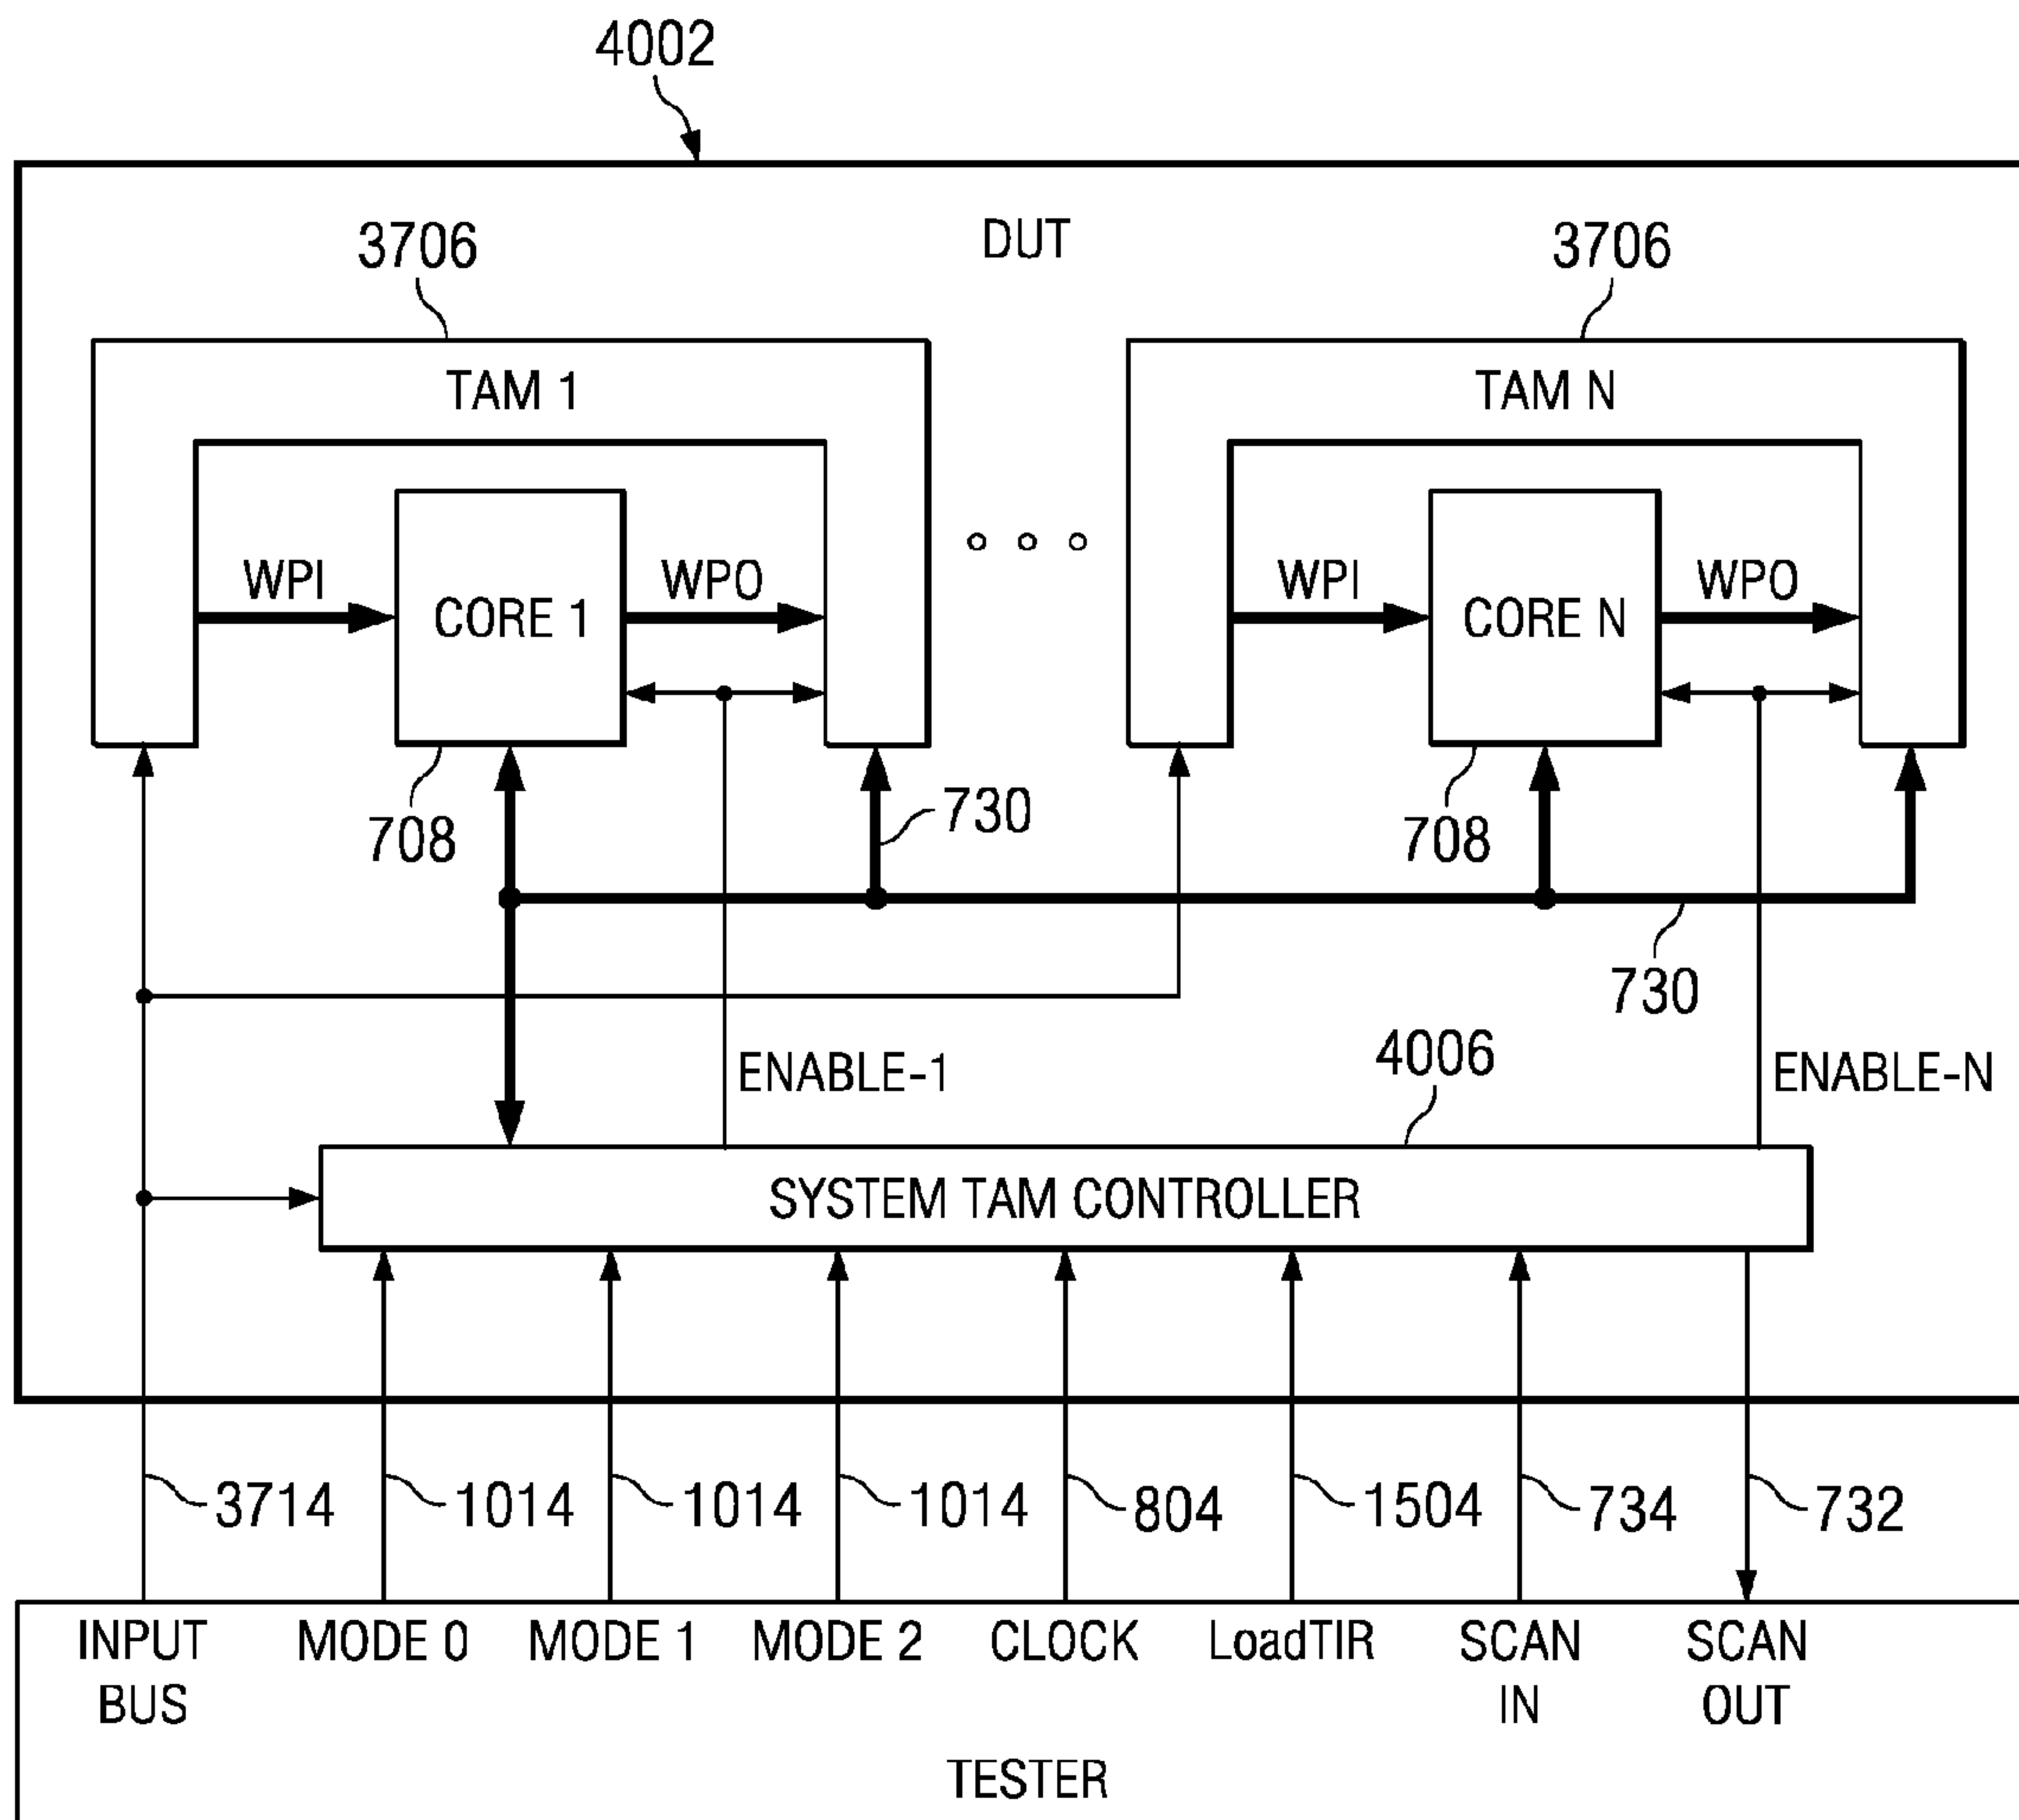 4002
DUT
3706
3706
TAM 1
TAM N
WPI
CORE 1
WPO
WPI
CORE N
WPO
708
730
708
730
ENABLE-1
4006
ENABLE-N
SYSTEM TAM CONTROLLER
3714
1014
1014
1014
804
1504
734
732
INPUT BUS
MODE 0
MODE 1
MODE 2
CLOCK
LoadTIR
SCAN IN
SCAN OUT
TESTER